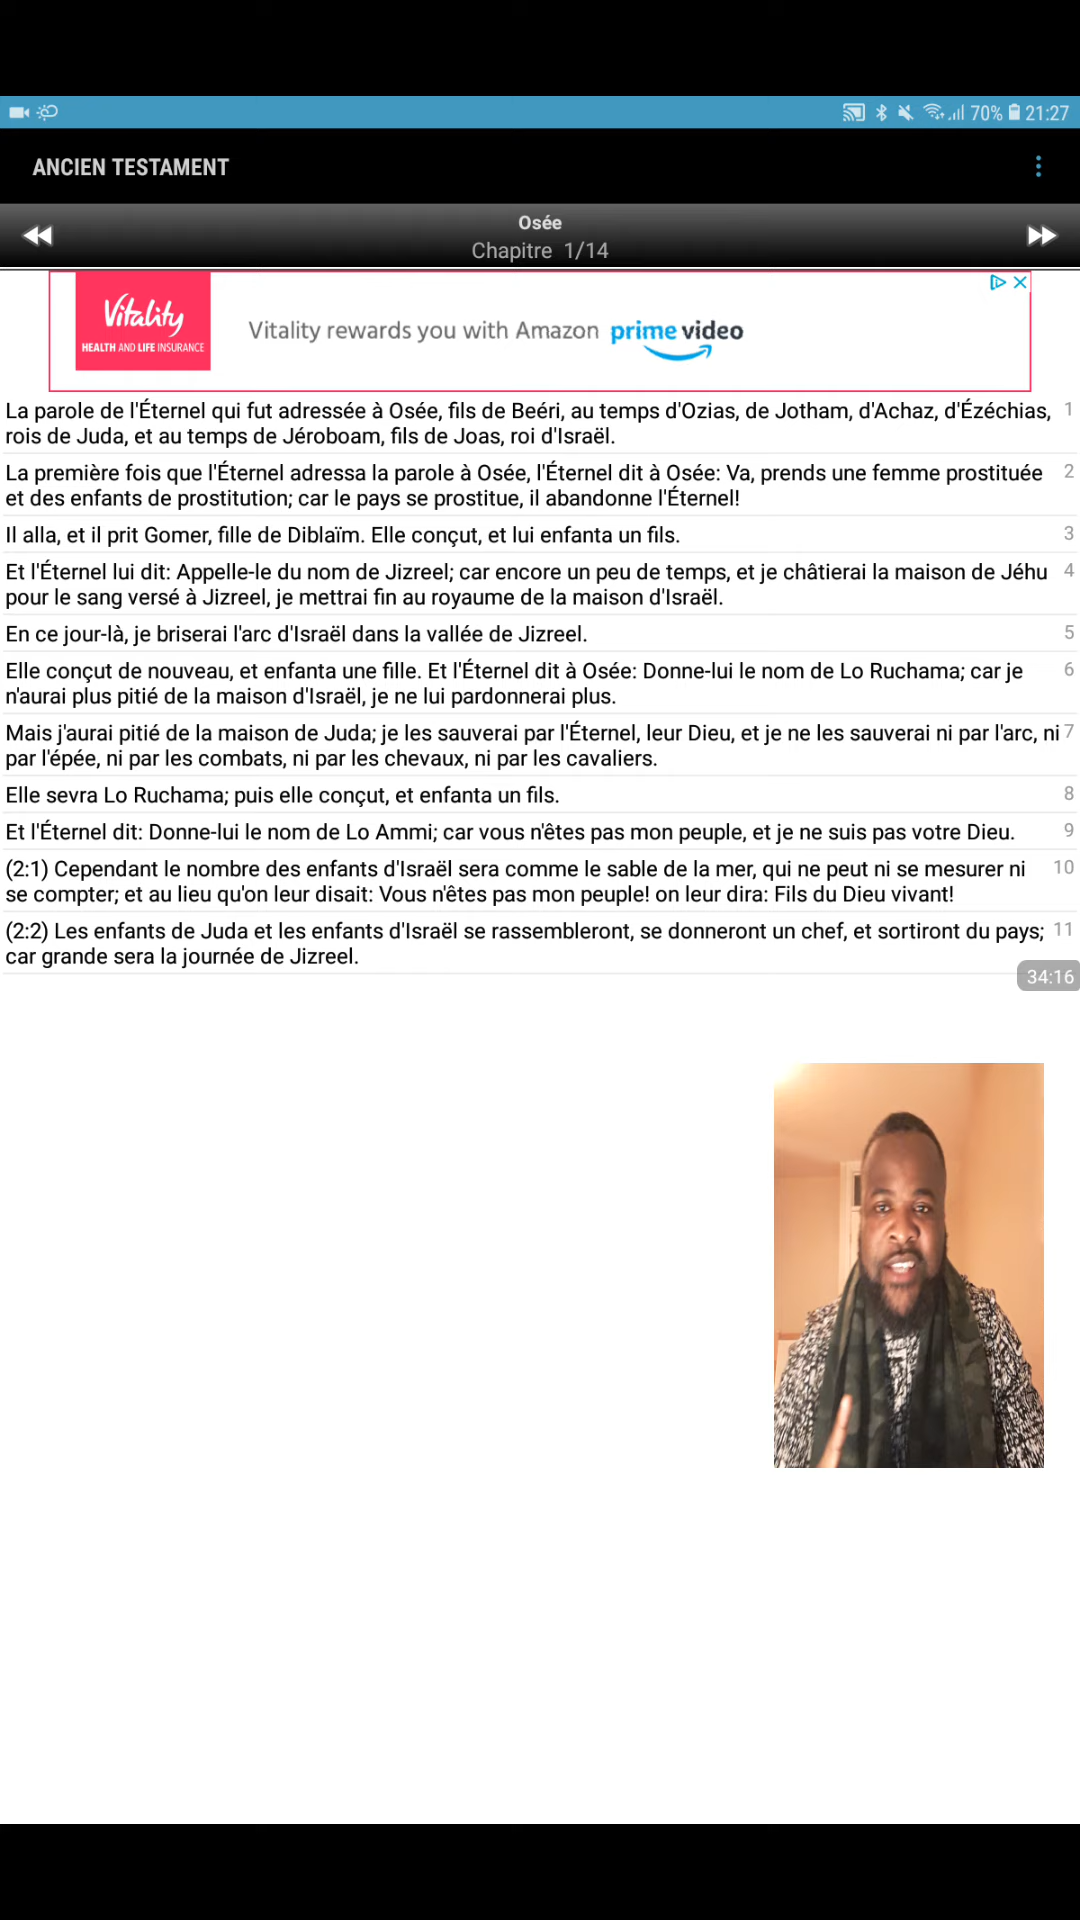 70% 21:27
ANCIEN TESTAMENT
Osée
Chapitre 1/14
Vitality
HEALTH AND LIFE INSURANCE
Vitality rewards you with Amazon prime video
La parole de l'Éternel qui fut adressée à Osée, fils de Beéri, au temps d'Ozias, de Jotham, d'Achaz, d'Ézéchias, 1
rois de Juda, et au temps de Jéroboam, fils de Joas, roi d'Israël.
La première fois que l'Éternel adressa la parole à Osée, l'Éternel dit à Osée: Va, prends une femme prostituée 2
et des enfants de prostitution; car le pays se prostitue, il abandonne l'Éternel!
Il alla, et il prit Gomer, fille de Diblaïm. Elle conçut, et lui enfanta un fils. 3
Et l'Éternel lui dit: Appelle-le du nom de Jizreel; car encore un peu de temps, et je châtierai la maison de Jéhu 4
pour le sang versé à Jizreel, je mettrai fin au royaume de la maison d'Israël.
En ce jour-là, je briserai l'arc d'Israël dans la vallée de Jizreel. 5
Elle conçut de nouveau, et enfanta une fille. Et l'Éternel dit à Osée: Donne-lui le nom de Lo Ruchama; car je 6
n'aurai plus pitié de la maison d'Israël, je ne lui pardonnerai plus.
Mais j'aurai pitié de la maison de Juda; je les sauverai par l'Éternel, leur Dieu, et je ne les sauverai ni par l'arc, ni 7
par l'épée, ni par les combats, ni par les chevaux, ni par les cavaliers.
Elle sevra Lo Ruchama; puis elle conçut, et enfanta un fils. 8
Et l'Éternel dit: Donne-lui le nom de Lo Ammi; car vous n'êtes pas mon peuple, et je ne suis pas votre Dieu. 9
(2:1) Cependant le nombre des enfants d'Israël sera comme le sable de la mer, qui ne peut ni se mesurer ni 10
se compter; et au lieu qu'on leur disait: Vous n'êtes pas mon peuple! on leur dira: Fils du Dieu vivant!
(2:2) Les enfants de Juda et les enfants d'Israël se rassembleront, se donneront un chef, et sortiront du pays; 11
car grande sera la journée de Jizreel.
34:16